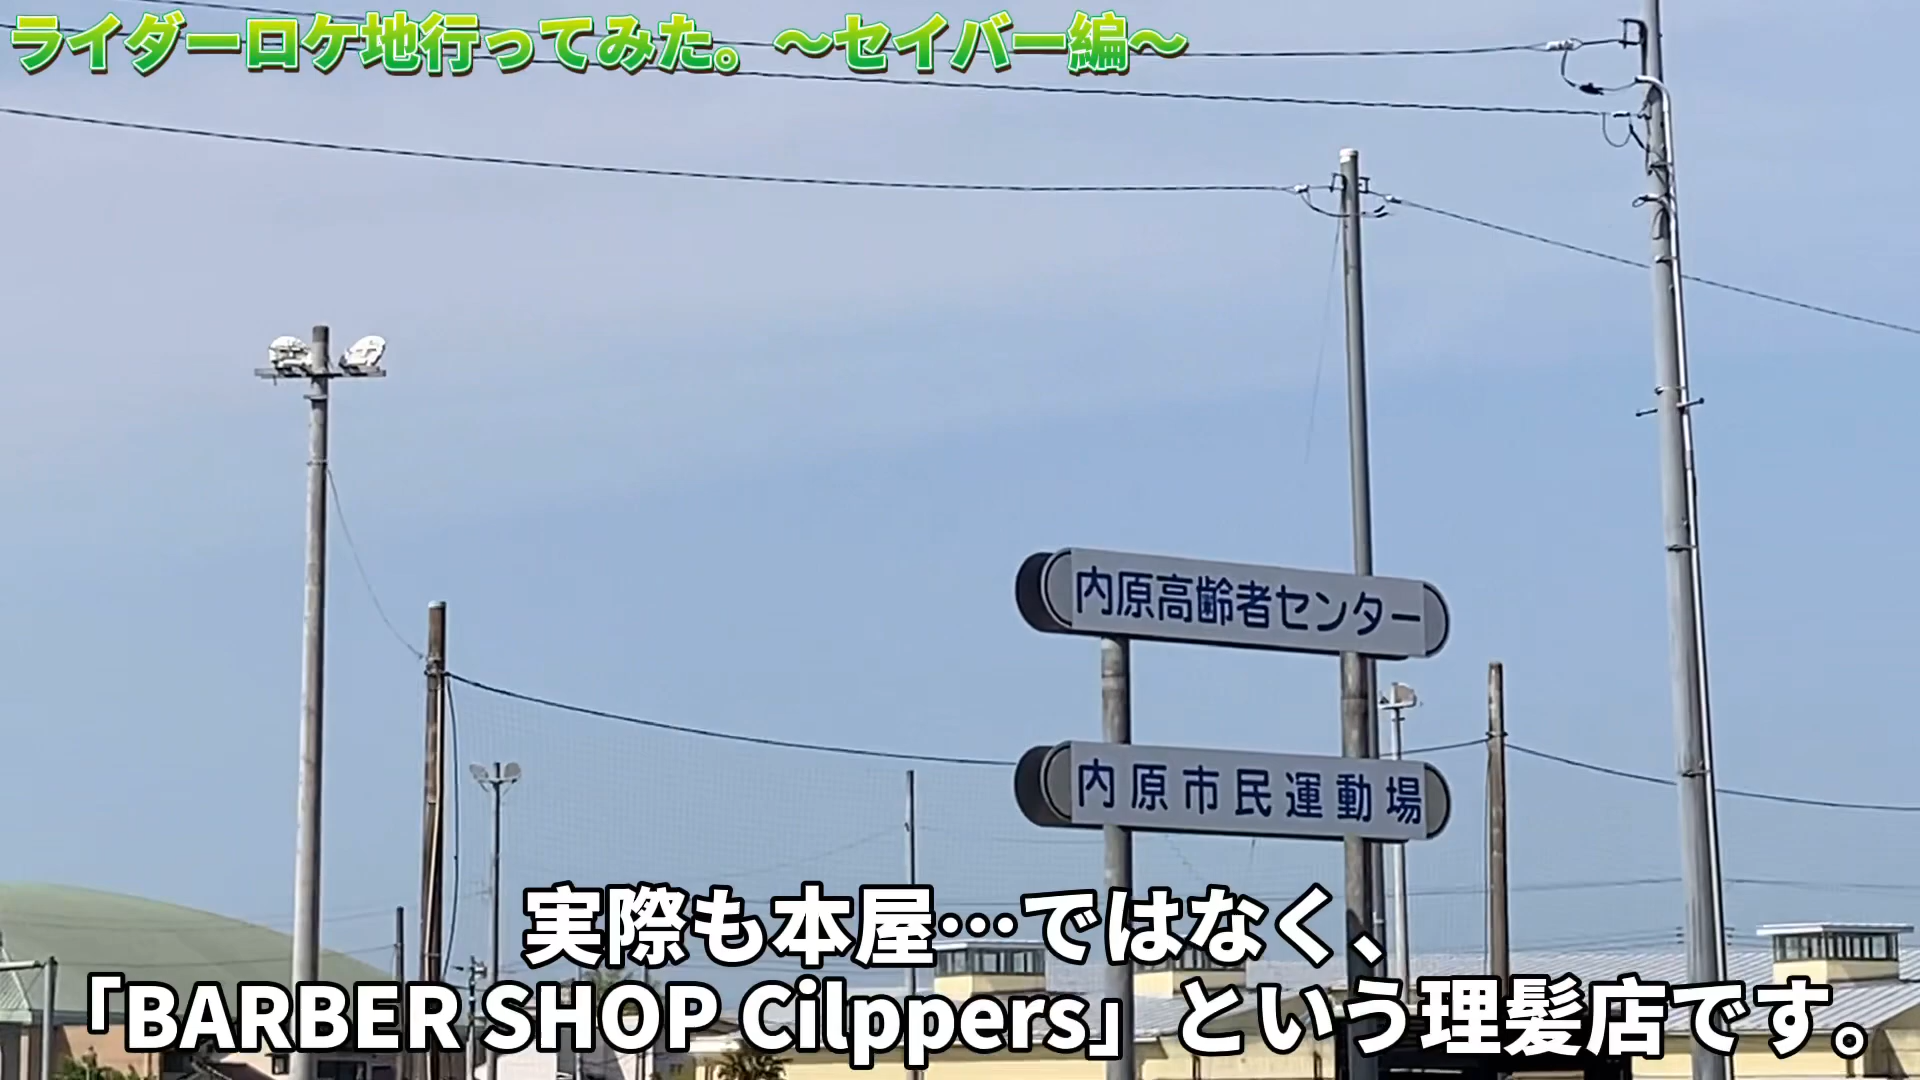 ライダーロケ地行ってみた。～セイバー編～
内原高齢者センター
内原市民運動場
実際も本屋…ではなく、
「BARBER SHOP Cilppers」という理髪店です。